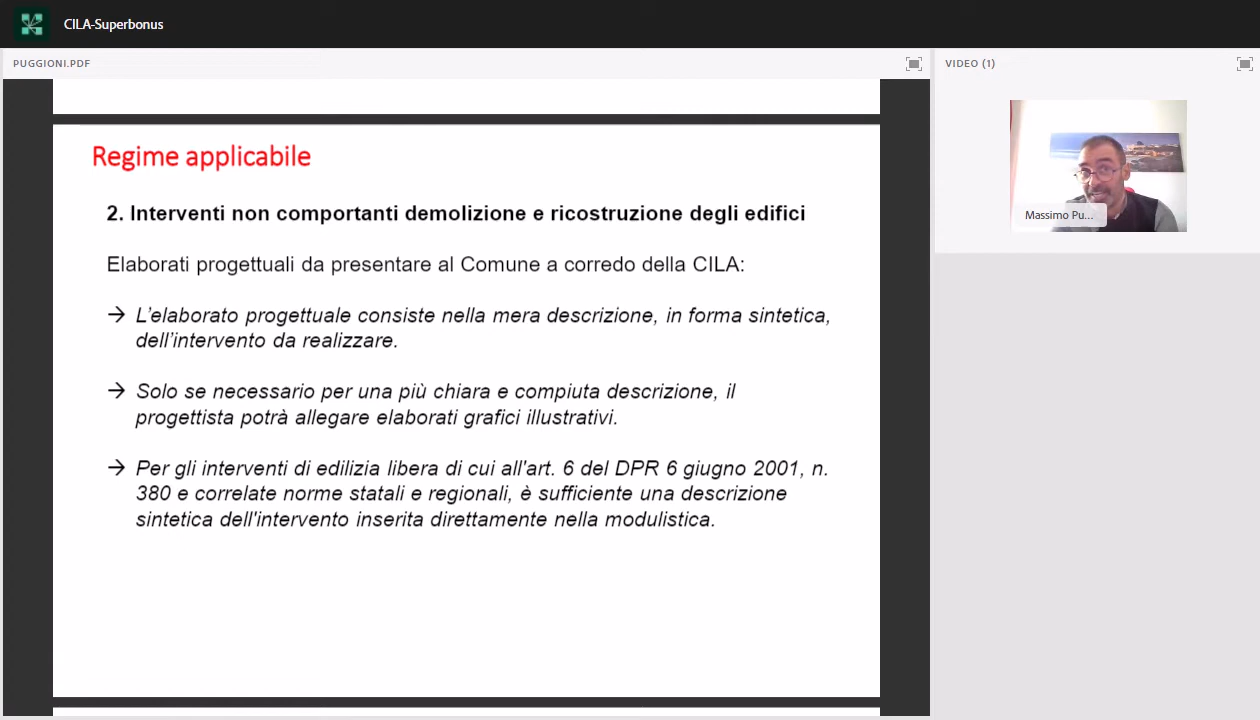 CILA-Superbonus
PUGGIONI.PDF
VIDEO (1)
Regime applicabile
2. Interventi non comportanti demolizione e ricostruzione degli edifici
Elaborati progettuali da presentare al Comune a corredo della CILA:
→ L'elaborato progettuale consiste nella mera descrizione, in forma sintetica,
dell'intervento da realizzare.
→ Solo se necessario per una più chiara e compiuta descrizione, il
progettista potrà allegare elaborati grafici illustrativi.
→ Per gli interventi di edilizia libera di cui all'art. 6 del DPR 6 giugno 2001, n.
380 e correlate norme statali e regionali, è sufficiente una descrizione
sintetica dell'intervento inserita direttamente nella modulistica.
Massimo Pu...